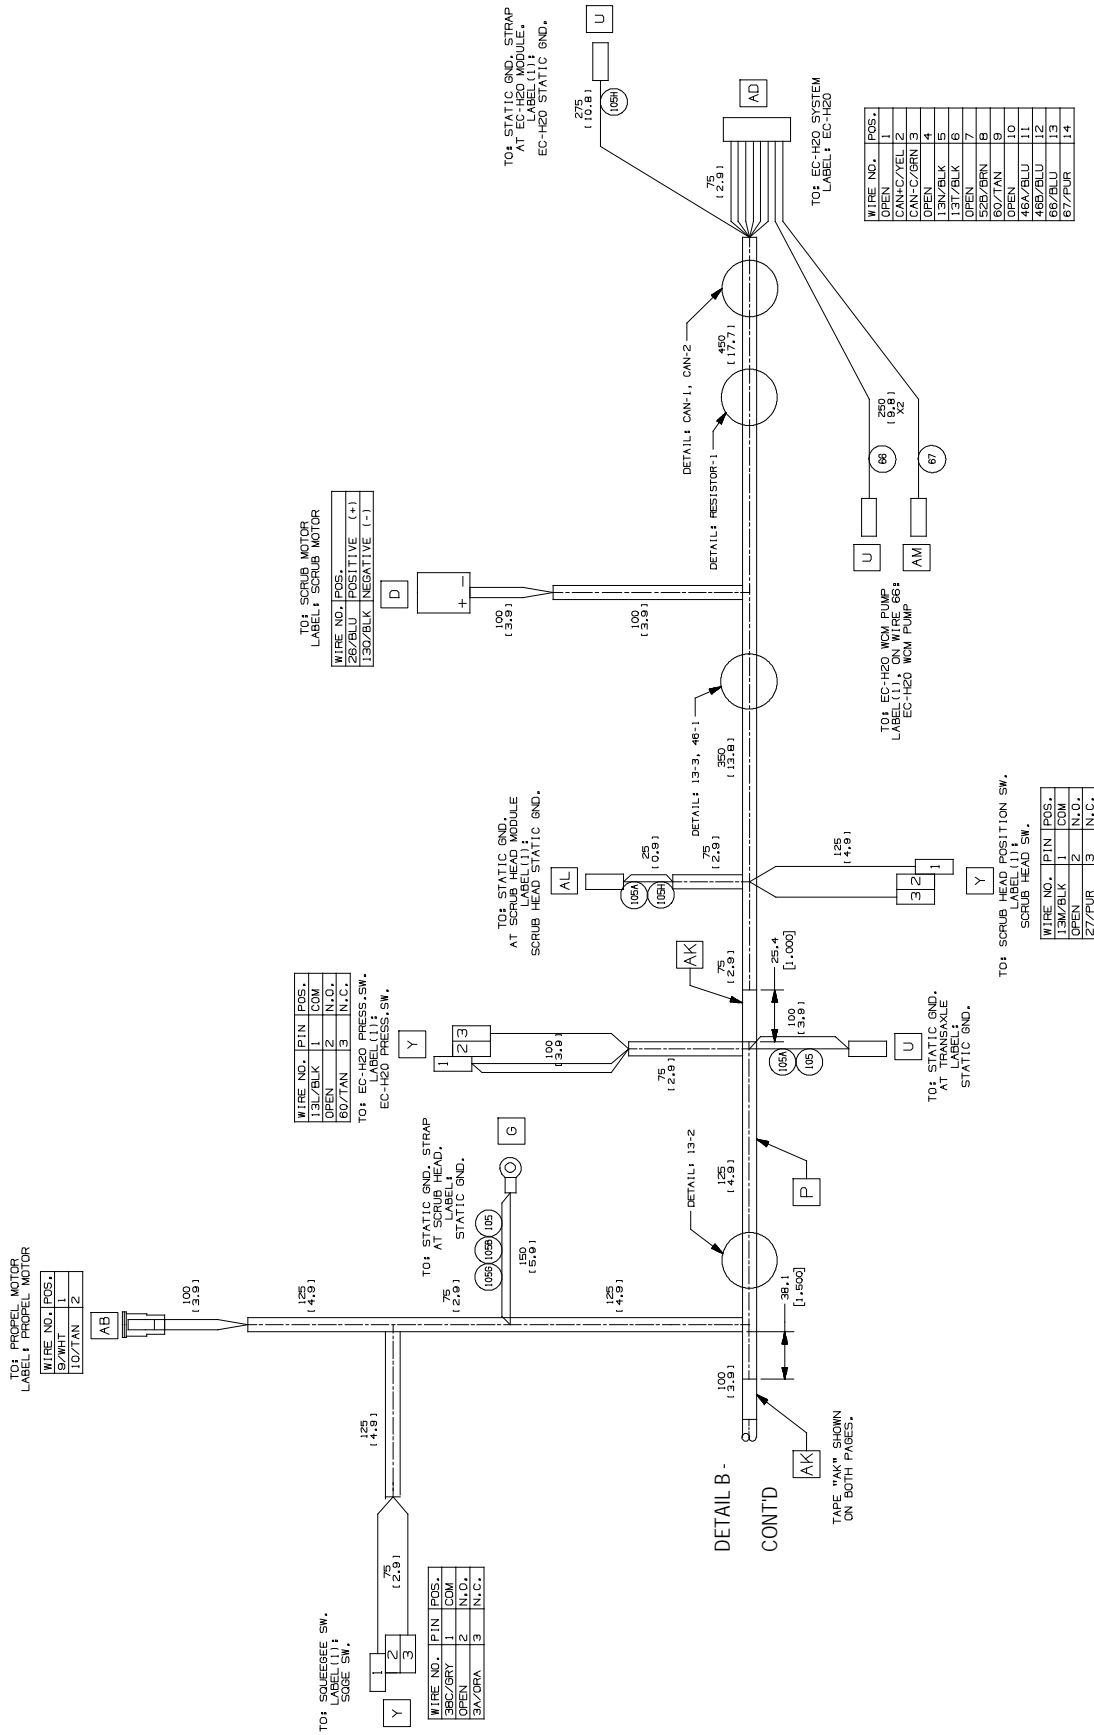 TO: PROPEL MOTOR
LABEL: PROPEL MOTOR
WIRE NO. POS.
9/WHT 1
10/TAN 2
AB
100
[3.9]
125
[4.9]
75
[2.9]
125
[4.9]
125
[4.9]
75
[2.9]
TO: SQUEEGEE SW.
LABEL(1):
SQGE SW.
1
2
3
Y
WIRE NO. PIN POS.
38C/GRY 1 COM
OPEN 2 N.O.
3A/ORA 3 N.C.
TO: STATIC GND. STRAP
AT SCRUB HEAD.
LABEL:
STATIC GND.
G
105G 105B 105
150
[5.9]
DETAIL B -
CONT'D
100
[3.9]
38.1
[1.500]
AK
TAPE "AK" SHOWN
ON BOTH PAGES.
DETAIL: 13-2
125
[4.9]
P
WIRE NO. PIN POS.
13L/BLK 1 COM
OPEN 2 N.O.
60/TAN 3 N.C.
TO: EC-H2O PRESS.SW.
LABEL(1):
EC-H2O PRESS.SW.
Y
1
2 3
100
[3.9]
75
[2.9]
AK
75
[2.9]
25.4
[1.000]
100
[3.9]
105A 105
U
TO: STATIC GND.
AT TRANSAXLE
LABEL:
STATIC GND.
TO: STATIC GND.
AT SCRUB HEAD MODULE
LABEL(1):
SCRUB HEAD STATIC GND.
AL
25
[0.9]
105A 105H
75
[2.9]
125
[4.9]
3 2
1
Y
TO: SCRUB HEAD POSITION SW.
LABEL(1):
SCRUB HEAD SW.
WIRE NO. PIN POS.
13M/BLK 1 COM
OPEN 2 N.O.
27/PUR 3 N.C.
350
[13.8]
DETAIL: 13-3, 46-1
TO: SCRUB MOTOR
LABEL: SCRUB MOTOR
WIRE NO. POS.
26/BLU POSITIVE (+)
13Q/BLK NEGATIVE (-)
D
+ -
100
[3.9]
100
[3.9]
DETAIL: RESISTOR-1
DETAIL: CAN-1, CAN-2
450
[17.7]
TO: STATIC GND. STRAP
AT EC-H2O MODULE.
LABEL(1):
EC-H2O STATIC GND.
U
275
[10.8]
105H
75
[2.9]
AD
TO: EC-H2O SYSTEM
LABEL: EC-H2O
WIRE NO. POS.
OPEN 1
CAN+C/YEL 2
CAN-C/GRN 3
OPEN 4
13N/BLK 5
13T/BLK 6
OPEN 7
52B/BRN 8
60/TAN 9
OPEN 10
46A/BLU 11
46B/BLU 12
66/BLU 13
67/PUR 14
250
[9.8]
X2
66
67
U
AM
TO: EC-H2O WCM PUMP
LABEL(1), ON WIRE 66:
EC-H2O WCM PUMP